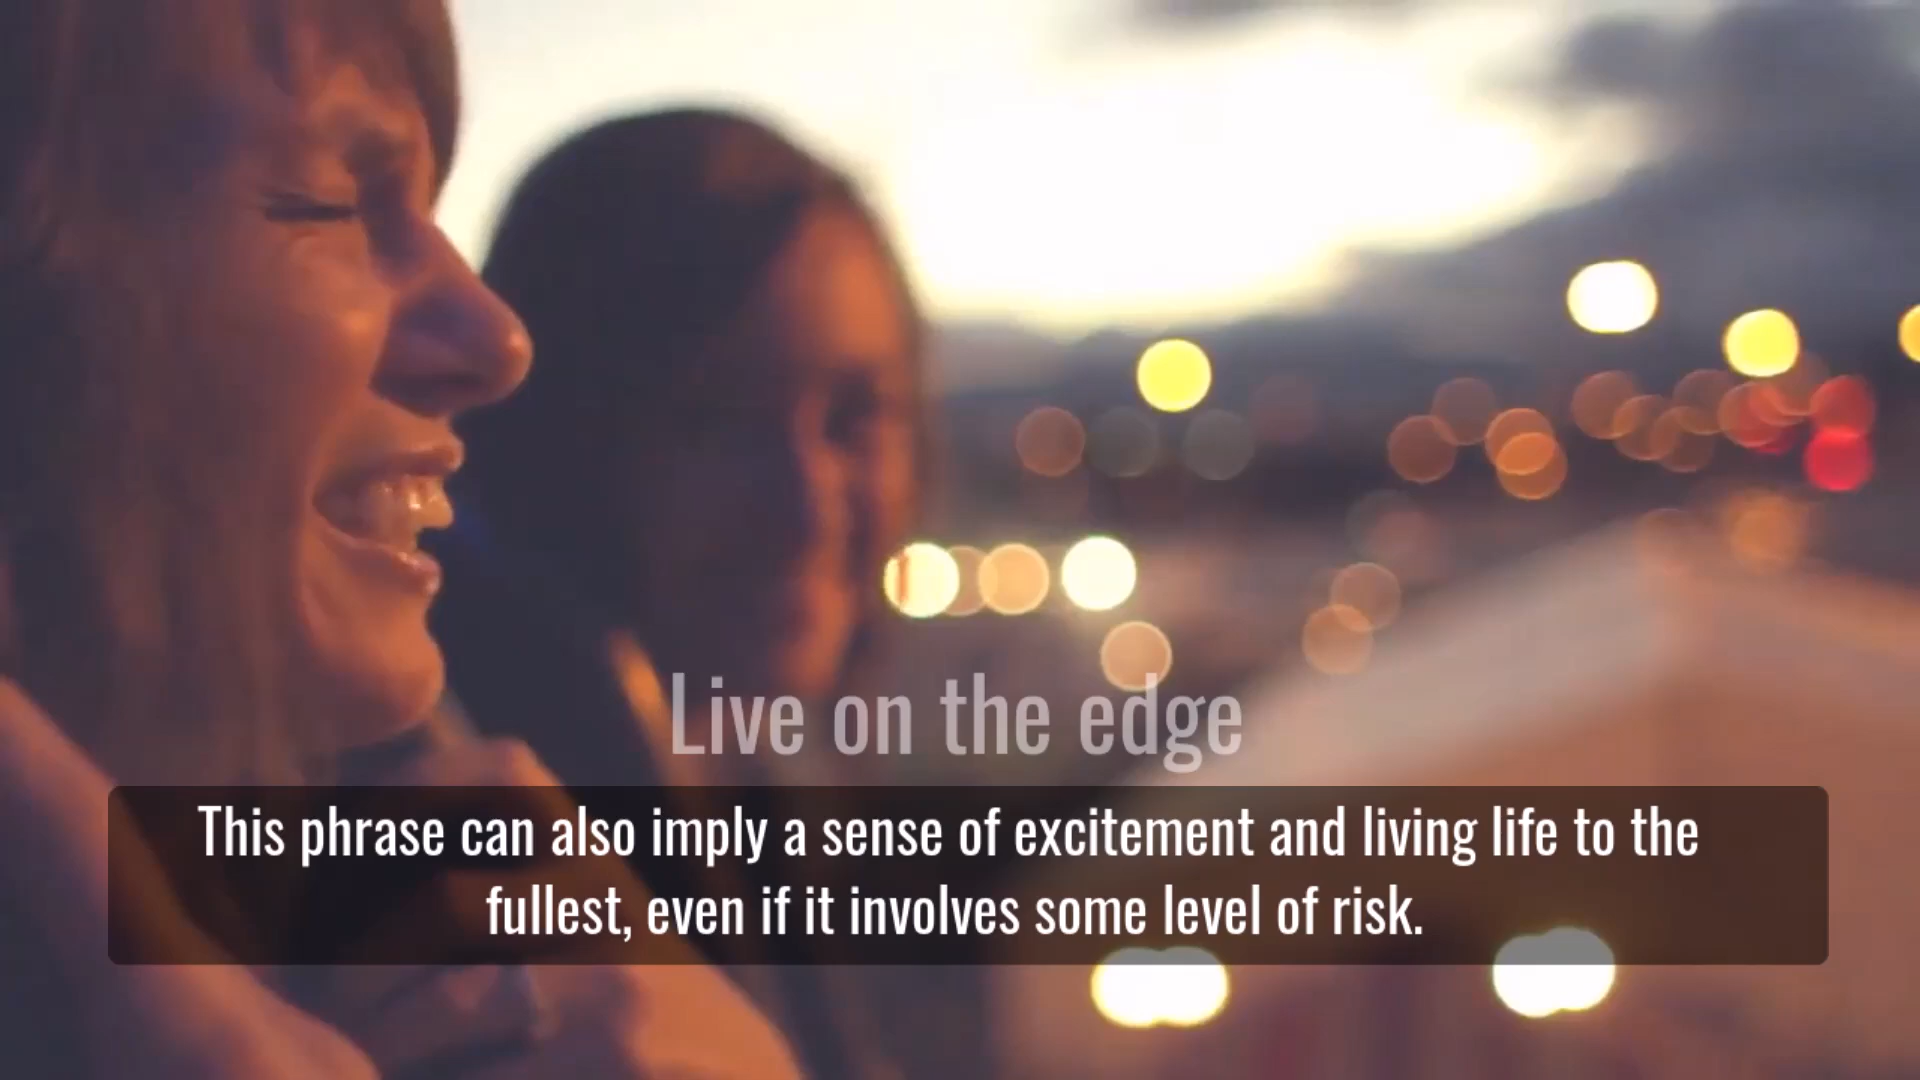 Live on the edge
This phrase can also imply a sense of excitement and living life to the
fullest, even if it involves some level of risk.